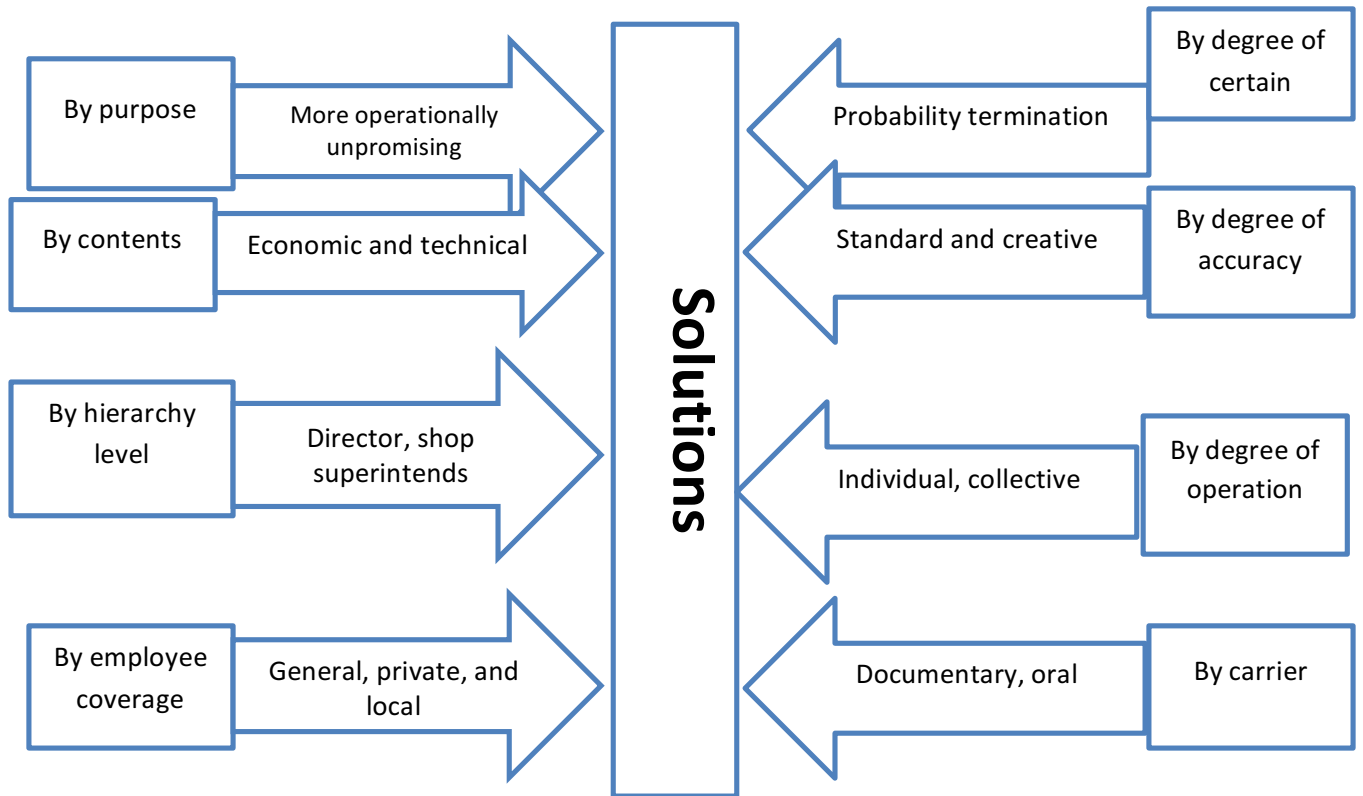 By purpose
More operationally
unpromising
By contents
Economic and technical
By hierarchy
level
Director, shop
superintends
By employee
coverage
General, private, and
local
Solutions
By degree of
certain
Probability termination
By degree of
accuracy
Standard and creative
By degree of
operation
Individual, collective
By carrier
Documentary, oral